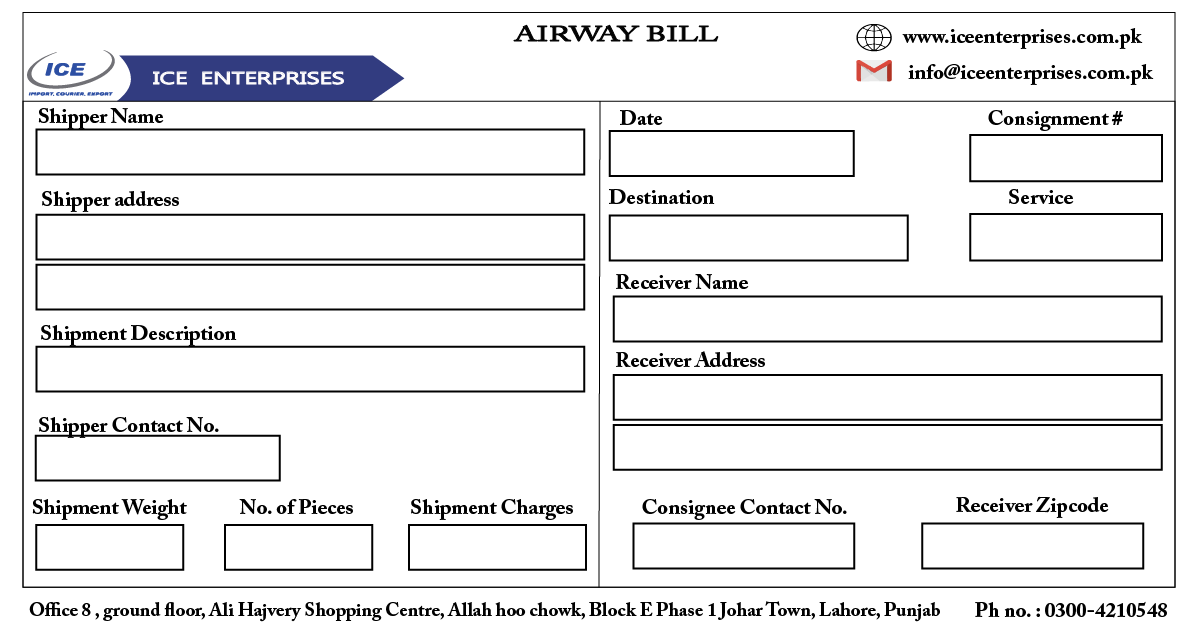 AIRWAY BILL
www.iceenterprises.com.pk
info@iceenterprises.com.pk
ICE
IMPORT, COURIER, EXPORT
ICE ENTERPRISES
Shipper Name
Shipper address
Shipment Description
Shipper Contact No.
Shipment Weight
No. of Pieces
Shipment Charges
Date
Consignment #
Destination
Service
Receiver Name
Receiver Address
Consignee Contact No.
Receiver Zipcode
Office 8 , ground floor, Ali Hajvery Shopping Centre, Allah hoo chowk, Block E Phase 1 Johar Town, Lahore, Punjab
Ph no. : 0300-4210548